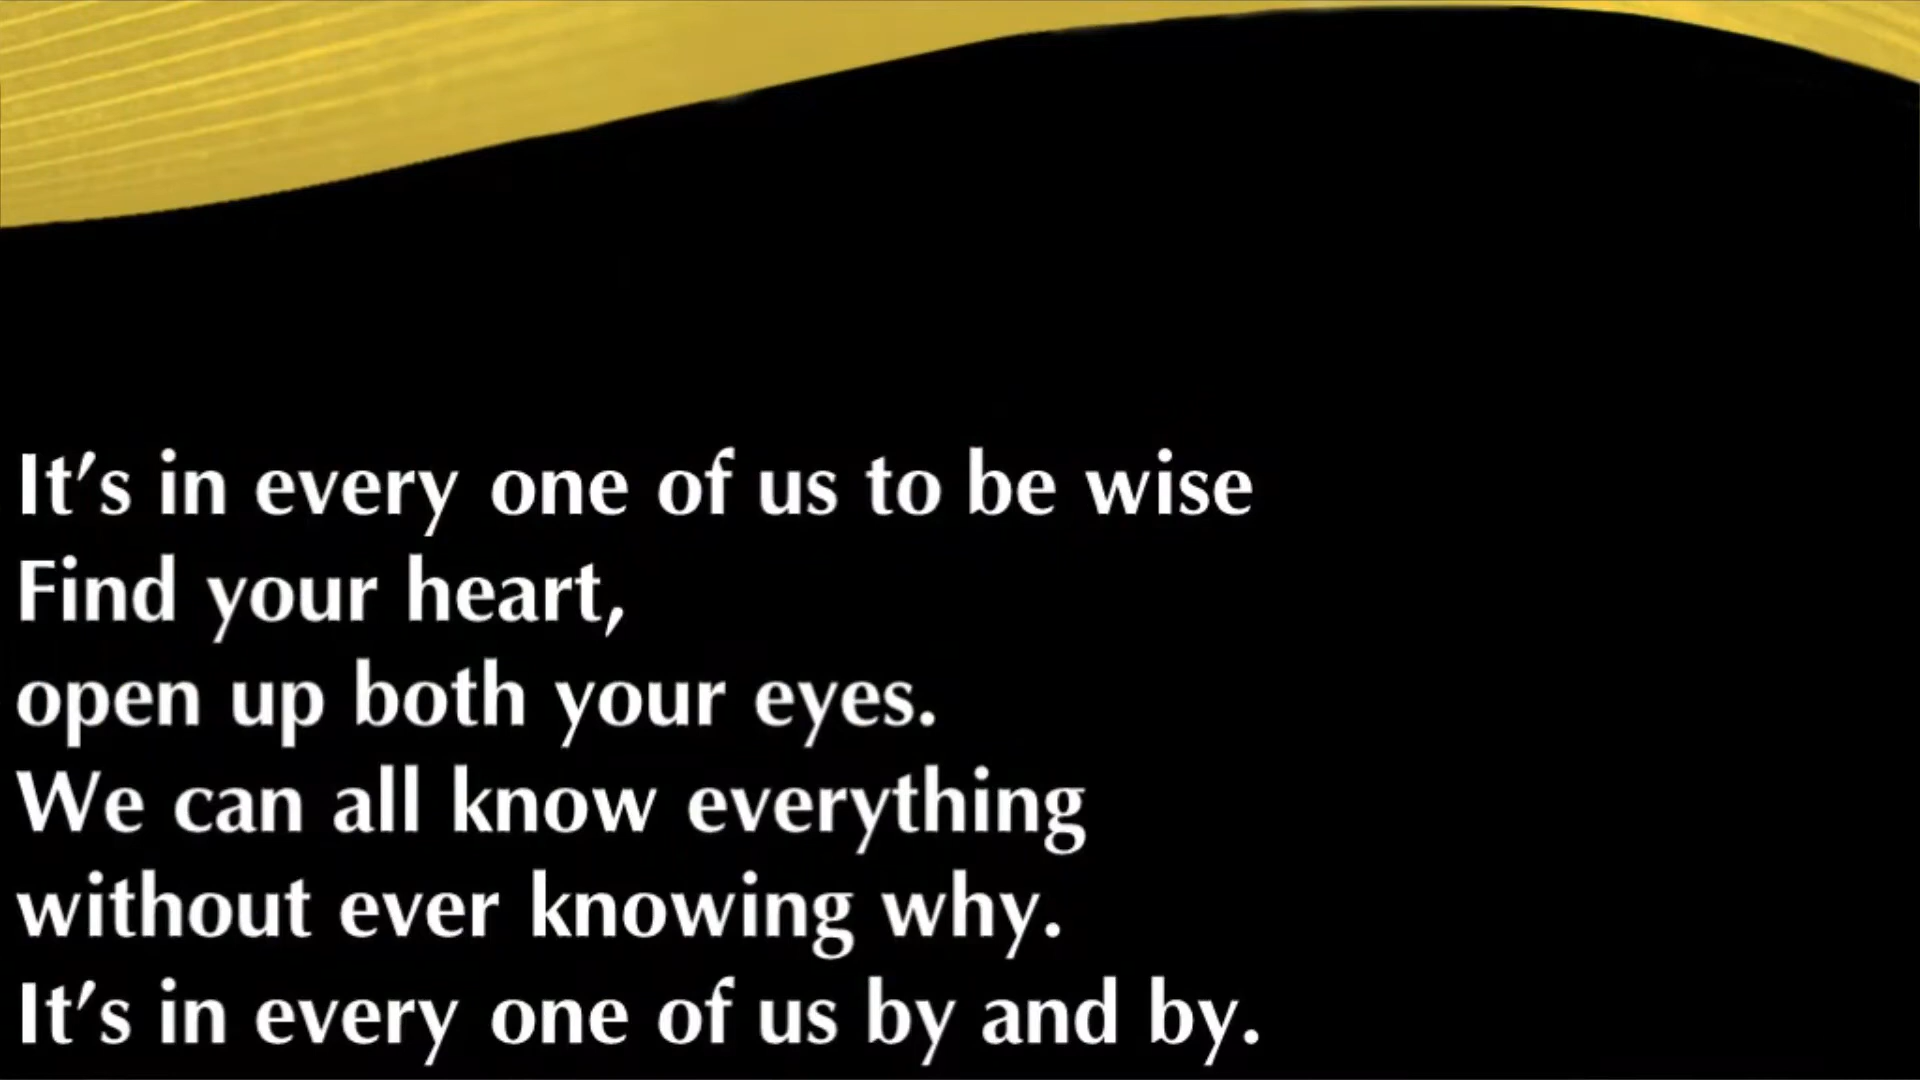 It's in every one of us to be wise
Find your heart,
open up both your eyes.
We can all know everything
without ever knowing why.
It's in every one of us by and by.